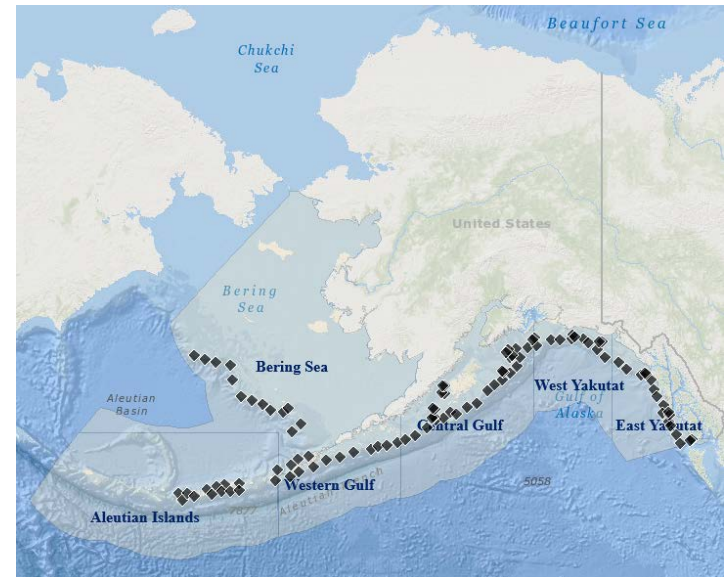 Beaufort Sea
Chukchi
Sea
United States
Bering
Sea
Bering Sea
Aleutian
Basin
West Yakutat
Gulf of
Alaska
Central Gulf
East Yakutat
Western Gulf
5058
7677
Aleutian Islands